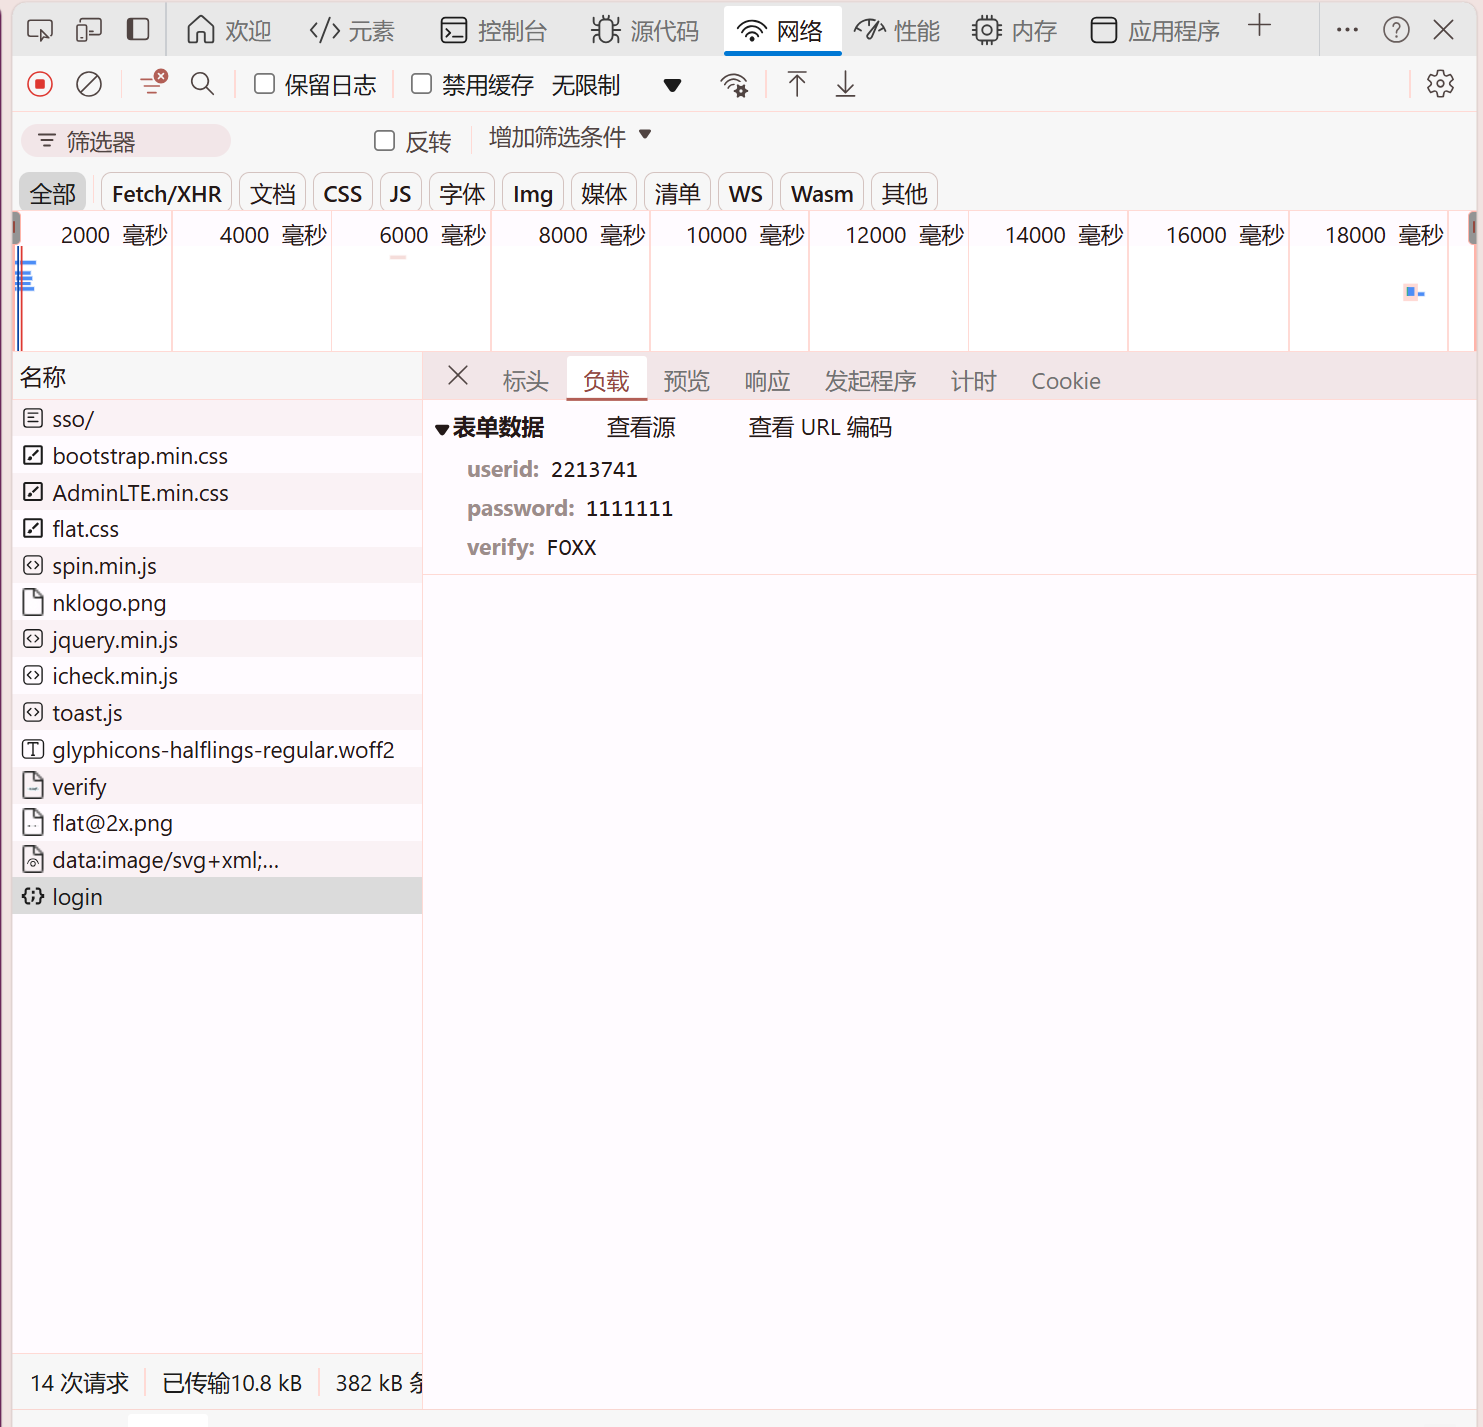 欢迎 元素 控制台 源代码 网络 性能 内存 应用程序
保留日志 禁用缓存 无限制
筛选器 反转 增加筛选条件
全部 Fetch/XHR 文档 CSS JS 字体 Img 媒体 清单 WS Wasm 其他
2000 毫秒 4000 毫秒 6000 毫秒 8000 毫秒 10000 毫秒 12000 毫秒 14000 毫秒 16000 毫秒 18000 毫秒
名称
sso/
bootstrap.min.css
AdminLTE.min.css
flat.css
spin.min.js
nklogo.png
jquery.min.js
icheck.min.js
toast.js
glyphicons-halflings-regular.woff2
verify
flat@2x.png
data:image/svg+xml;...
login
标头 负载 预览 响应 发起程序 计时 Cookie
表单数据 查看源 查看 URL 编码
userid: 2213741
password: 1111111
verify: FOXX
14 次请求 已传输10.8 kB 382 kB 条